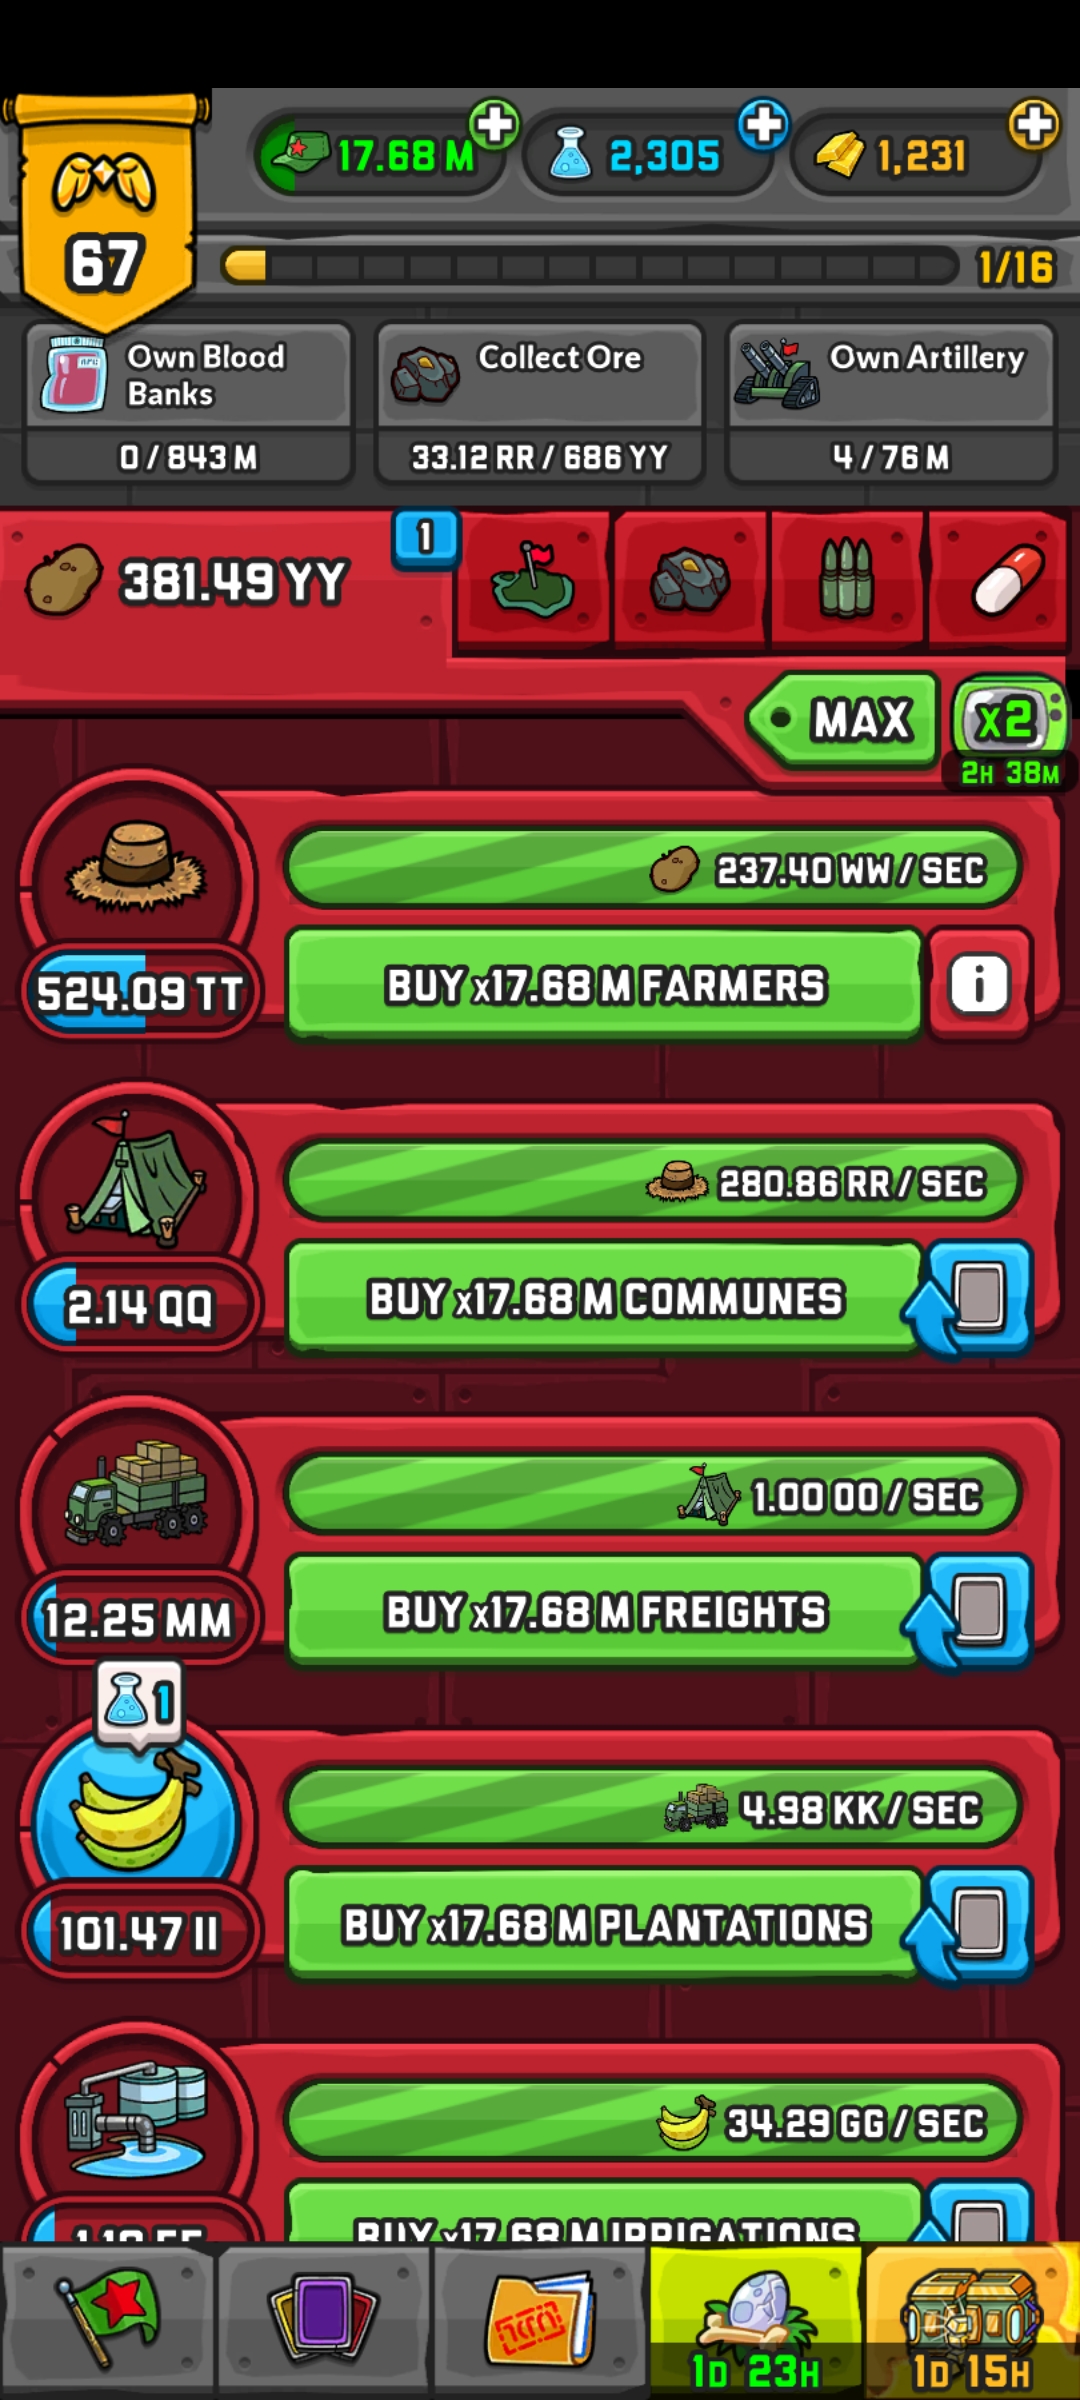 17.68 M
2,305
1,231
67
1/16
Own Blood
Banks
0 / 843 M
Collect Ore
33.12 RR / 686 YY
Own Artillery
4 / 76 M
381.49 YY
1
MAX
x2
2H 38M
237.40 WW / SEC
524.09 TT
BUY x17.68 M FARMERS
i
280.86 RR / SEC
2.14 QQ
BUY x17.68 M COMMUNES
1.00 OO / SEC
12.25 MM
BUY x17.68 M FREIGHTS
1
4.98 KK / SEC
101.47 II
BUY x17.68 M PLANTATIONS
34.29 GG / SEC
BUY x17.68 M IRRIGATIONS
1D 23H
1D 15H